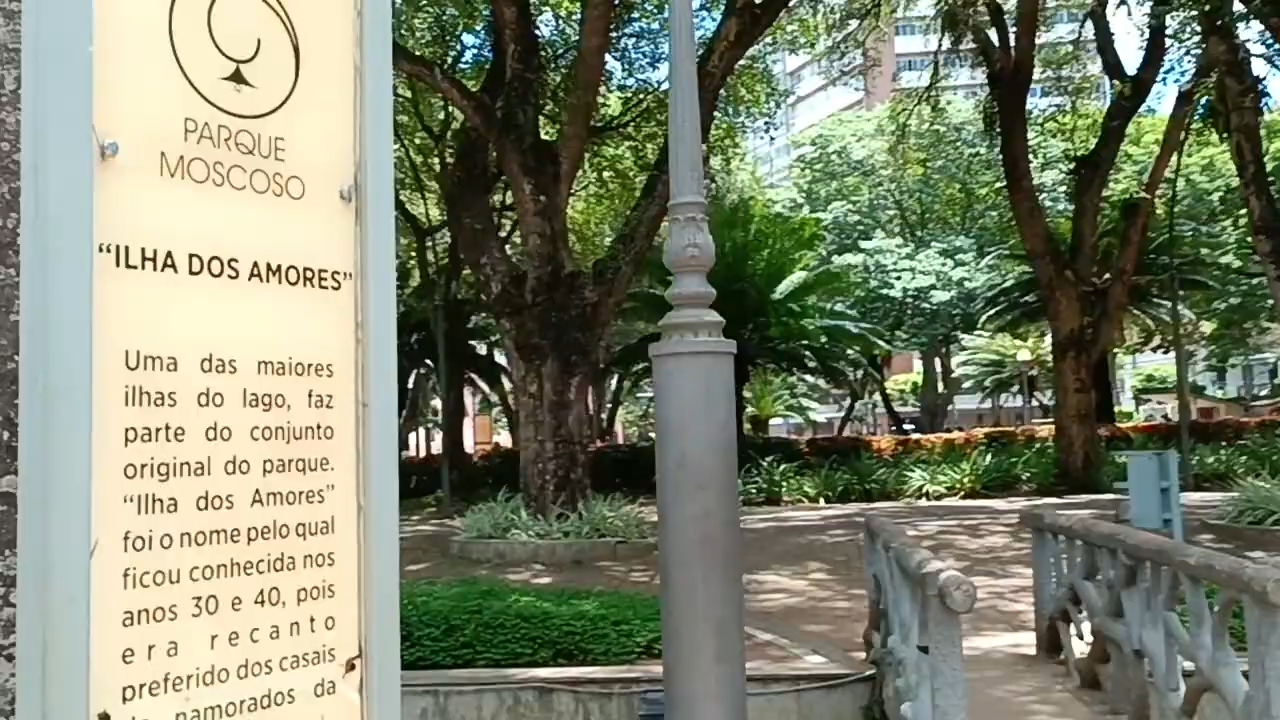 PARQUE
MOSCOSO
“ILHA DOS AMORES”
Uma das maiores
ilhas do lago, faz
parte do conjunto
original do parque.
“Ilha dos Amores”
foi o nome pelo qual
ficou conhecida nos
anos 30 e 40, pois
era recanto
preferido dos casais
de namorados da